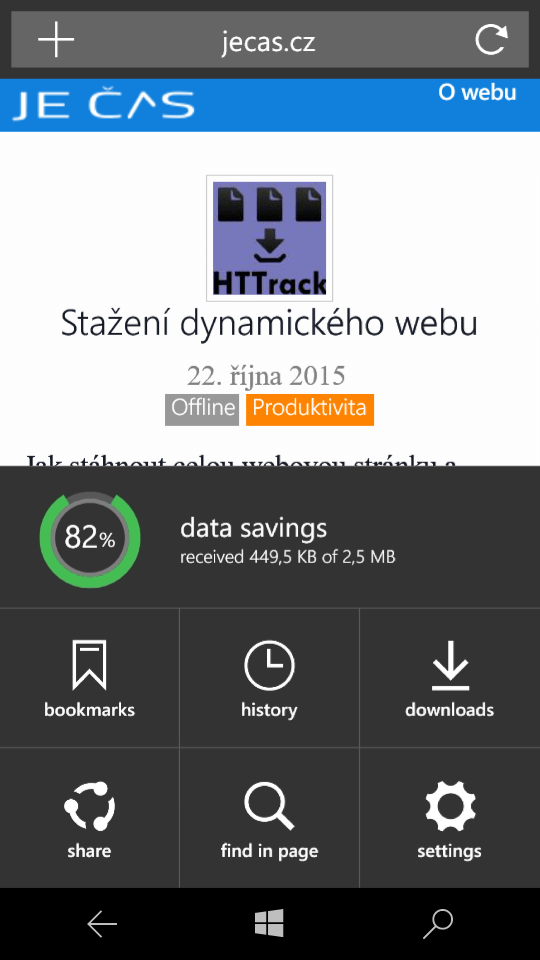 jecas.cz
JE ČAS
O webu
HTTrack
Stažení dynamického webu
22. října 2015
Offline Produktivita
Jak stáhnout celou webovou stránku a
82%
data savings
received 449,5 KB of 2,5 MB
bookmarks
history
downloads
share
find in page
settings